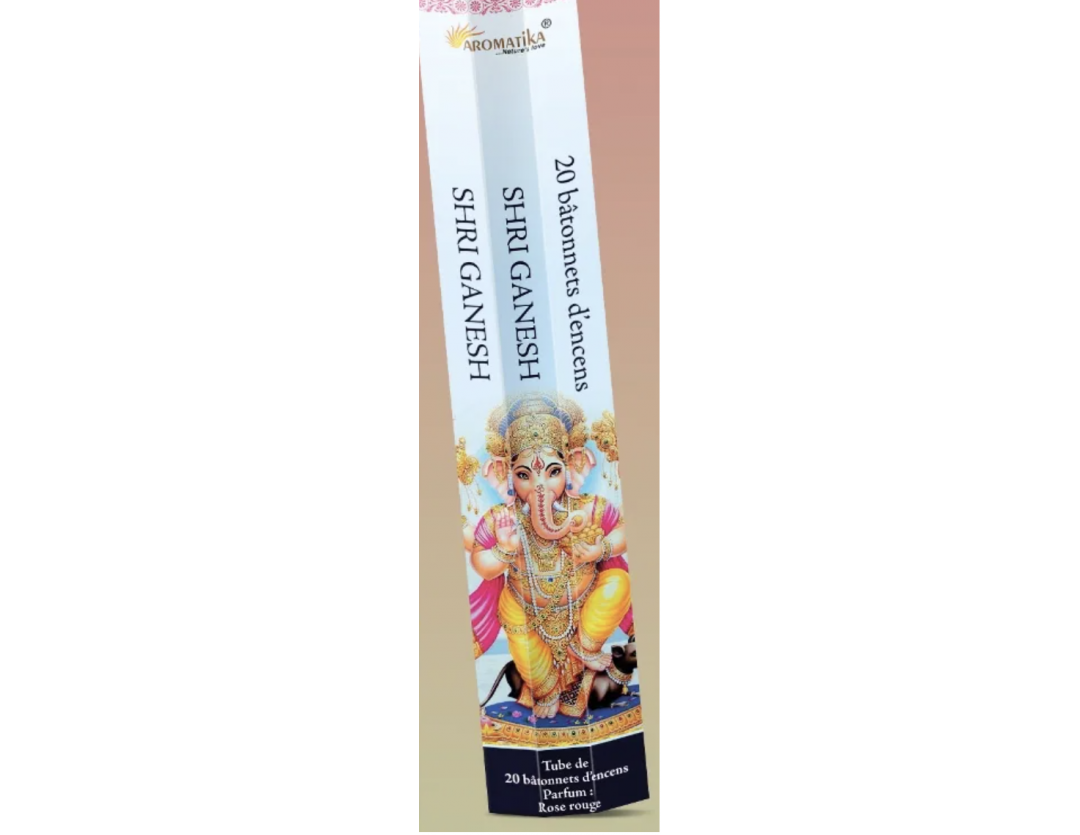 AROMATIKA®
...Nature's love
SHRI GANESH
SHRI GANESH
20 bâtonnets d'encens
Tube de
20 bâtonnets d'encens
Parfum :
Rose rouge